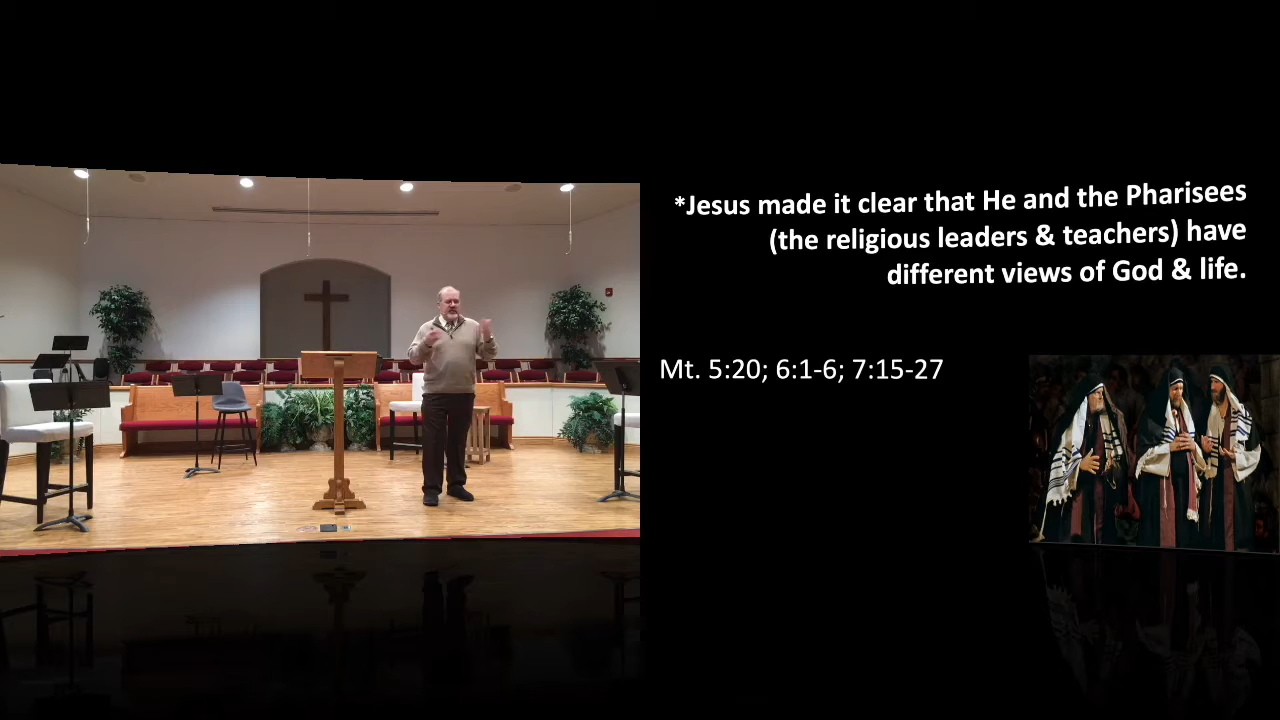 *Jesus made it clear that He and the Pharisees
(the religious leaders & teachers) have
different views of God & life.
Mt. 5:20; 6:1-6; 7:15-27